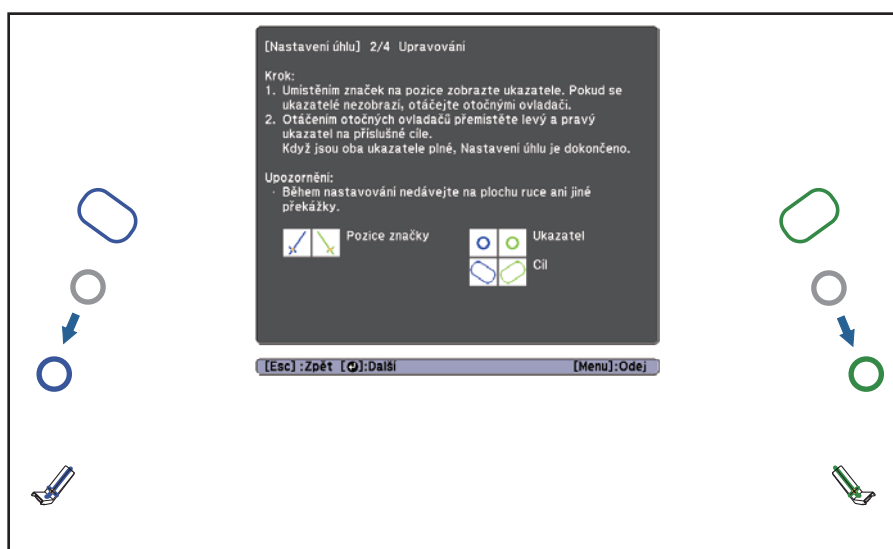 [Nastavení úhlu]  2/4  Upravování
Krok:
1.  Umístěním značek na pozice zobrazte ukazatele. Pokud se
ukazatelé nezobrazi, otáčejte otočnými ovladači.
2.  Otáčením otočných ovladačů přemistěte levý a pravý
ukazatel na příslušné cíle.
Když jsou oba ukazatele plné, Nastavení úhlu je dokončeno.
Upozornění:
· Během nastavování nedávejte na plochu ruce ani jiné
překážky.
Pozice značky
Ukazatel
Cíl
[Esc] :Zpět  [⏎]:Další
[Menu]:Odej